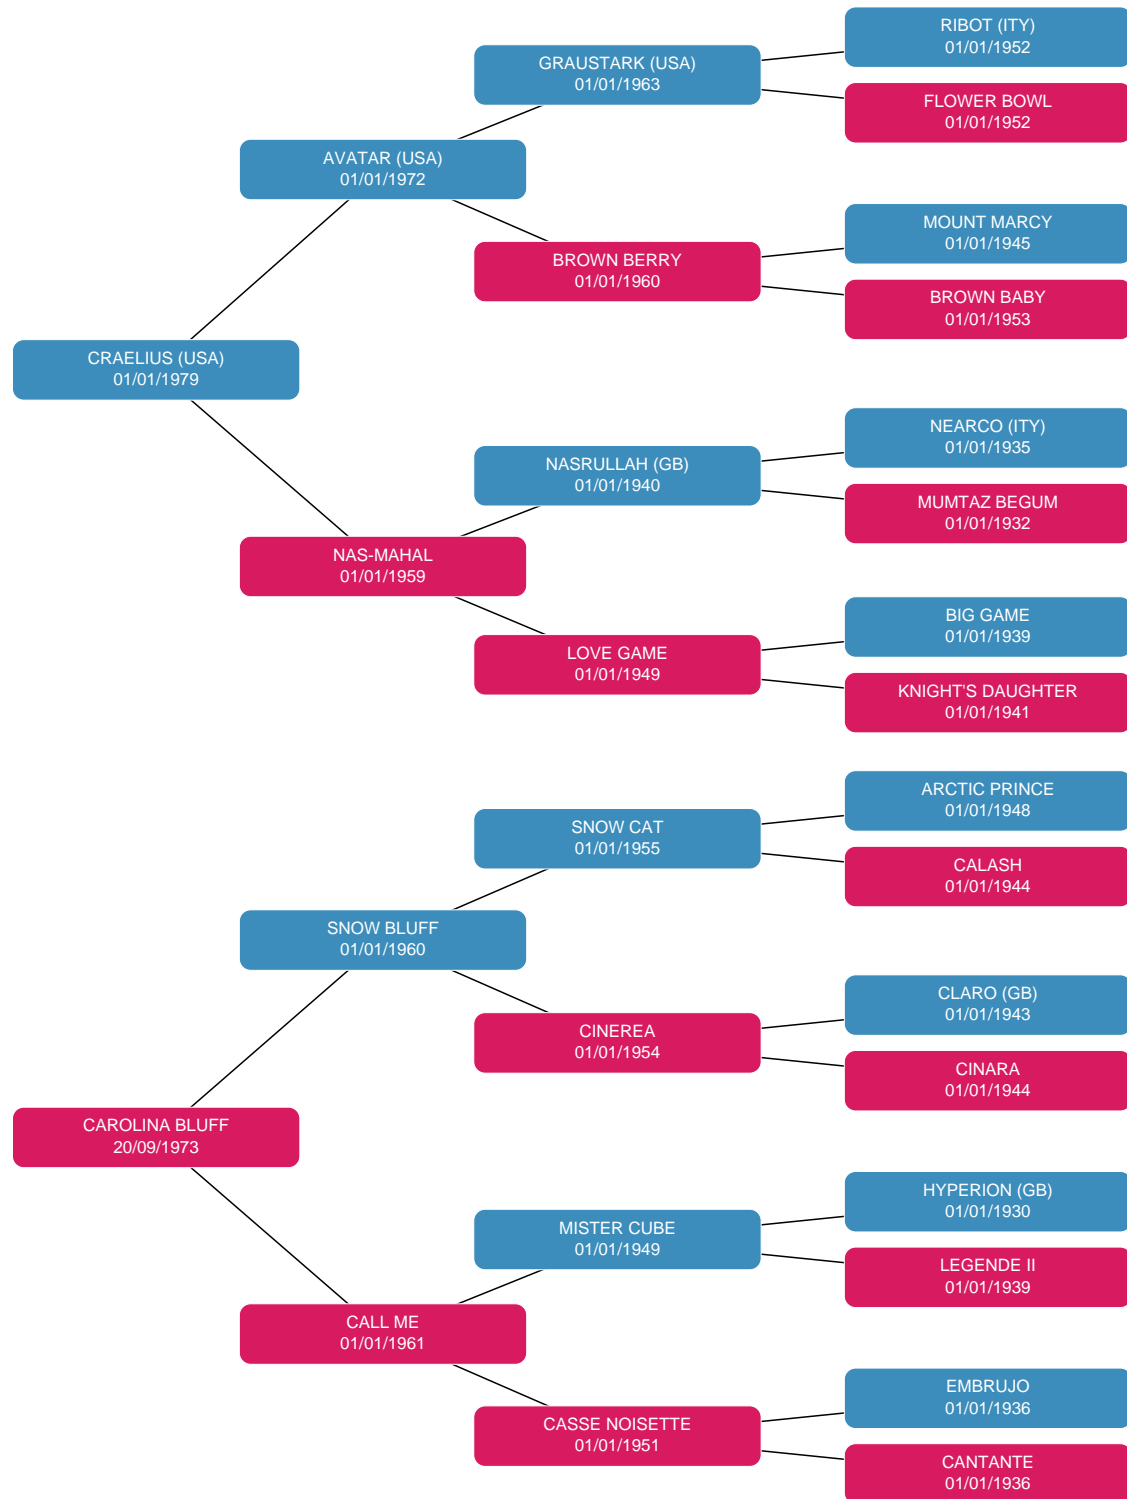 RIBOT (ITY)
01/01/1952
GRAUSTARK (USA)
01/01/1963
FLOWER BOWL
01/01/1952
AVATAR (USA)
01/01/1972
MOUNT MARCY
01/01/1945
BROWN BERRY
01/01/1960
BROWN BABY
01/01/1953
CRAELIUS (USA)
01/01/1979
NEARCO (ITY)
01/01/1935
NASRULLAH (GB)
01/01/1940
MUMTAZ BEGUM
01/01/1932
NAS-MAHAL
01/01/1959
BIG GAME
01/01/1939
LOVE GAME
01/01/1949
KNIGHT'S DAUGHTER
01/01/1941
ARCTIC PRINCE
01/01/1948
SNOW CAT
01/01/1955
CALASH
01/01/1944
SNOW BLUFF
01/01/1960
CLARO (GB)
01/01/1943
CINEREA
01/01/1954
CINARA
01/01/1944
CAROLINA BLUFF
20/09/1973
HYPERION (GB)
01/01/1930
MISTER CUBE
01/01/1949
LEGENDE II
01/01/1939
CALL ME
01/01/1961
EMBRUJO
01/01/1936
CASSE NOISETTE
01/01/1951
CANTANTE
01/01/1936